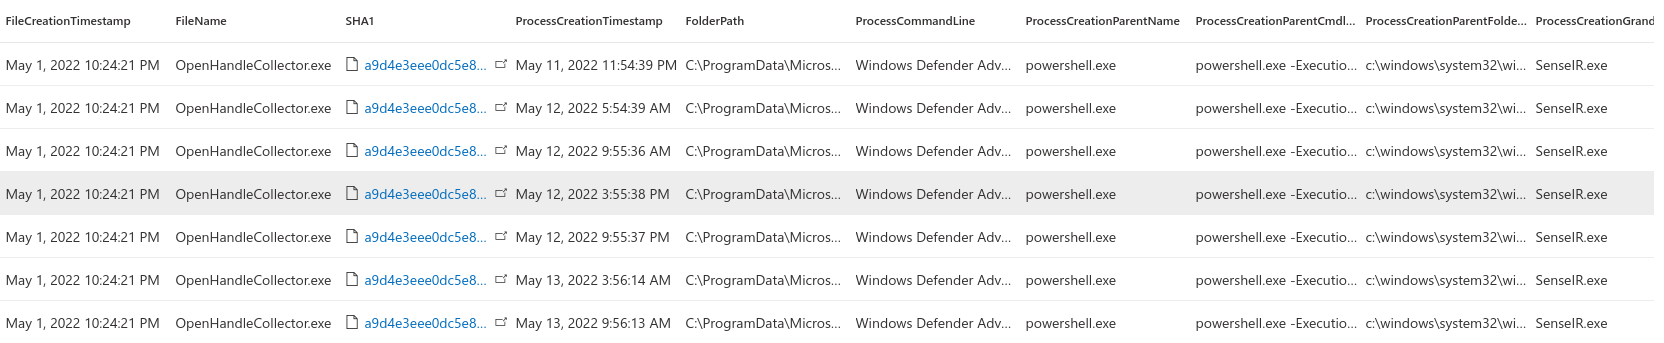 FileCreationTimestamp FileName SHA1 ProcessCreationTimestamp FolderPath ProcessCommandLine ProcessCreationParentName ProcessCreationParentCmdl... ProcessCreationParentFolde... ProcessCreationGrand
May 1, 2022 10:24:21 PM OpenHandleCollector.exe a9d4e3eee0dc5e8... May 11, 2022 11:54:39 PM C:\ProgramData\Micros... Windows Defender Adv... powershell.exe powershell.exe -Executio... c:\windows\system32\wi... SenseIR.exe
May 1, 2022 10:24:21 PM OpenHandleCollector.exe a9d4e3eee0dc5e8... May 12, 2022 5:54:39 AM C:\ProgramData\Micros... Windows Defender Adv... powershell.exe powershell.exe -Executio... c:\windows\system32\wi... SenseIR.exe
May 1, 2022 10:24:21 PM OpenHandleCollector.exe a9d4e3eee0dc5e8... May 12, 2022 9:55:36 AM C:\ProgramData\Micros... Windows Defender Adv... powershell.exe powershell.exe -Executio... c:\windows\system32\wi... SenseIR.exe
May 1, 2022 10:24:21 PM OpenHandleCollector.exe a9d4e3eee0dc5e8... May 12, 2022 3:55:38 PM C:\ProgramData\Micros... Windows Defender Adv... powershell.exe powershell.exe -Executio... c:\windows\system32\wi... SenseIR.exe
May 1, 2022 10:24:21 PM OpenHandleCollector.exe a9d4e3eee0dc5e8... May 12, 2022 9:55:37 PM C:\ProgramData\Micros... Windows Defender Adv... powershell.exe powershell.exe -Executio... c:\windows\system32\wi... SenseIR.exe
May 1, 2022 10:24:21 PM OpenHandleCollector.exe a9d4e3eee0dc5e8... May 13, 2022 3:56:14 AM C:\ProgramData\Micros... Windows Defender Adv... powershell.exe powershell.exe -Executio... c:\windows\system32\wi... SenseIR.exe
May 1, 2022 10:24:21 PM OpenHandleCollector.exe a9d4e3eee0dc5e8... May 13, 2022 9:56:13 AM C:\ProgramData\Micros... Windows Defender Adv... powershell.exe powershell.exe -Executio... c:\windows\system32\wi... SenseIR.exe